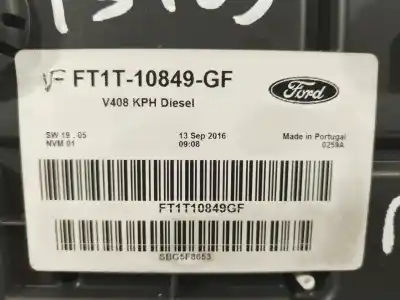 VF FT1T-10849-GF
Ford
V408 KPH Diesel
SW 19 . 05
NVM 01
13 Sep 2016
09:08
Made in Portugal
0259A
FT1T10849GF
SBC5F8653